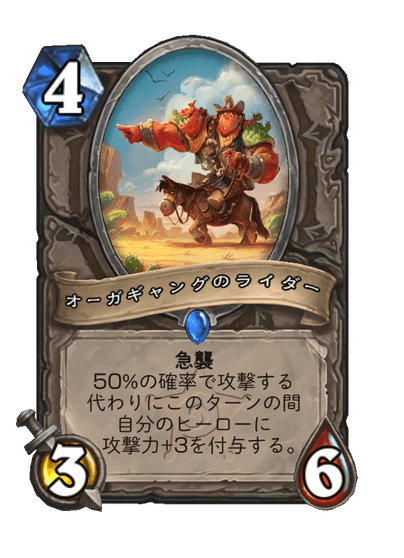 4
オーガギャングのライダー
急襲
50%の確率で攻撃する
代わりにこのターンの間
自分のヒーローに
攻撃力+3を付与する。
3
6